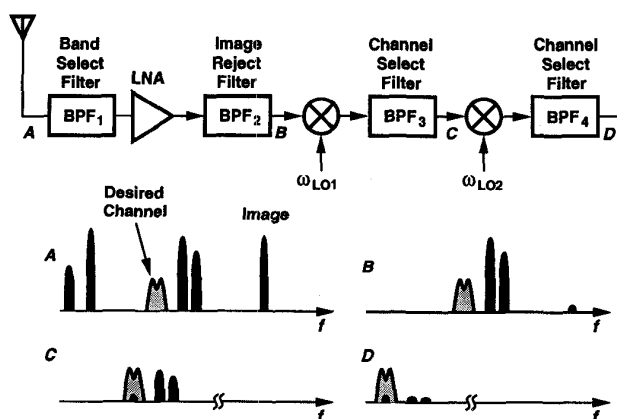 Band
Select
Filter
LNA
Image
Reject Filter
Channel
Select
Filter
Channel
Select
Filter
A
BPF1
BPF2
B
BPF3
C
BPF4
D
ωLO1
ωLO2
Desired
Channel
Image
A
f
B
f
C
f
D
f